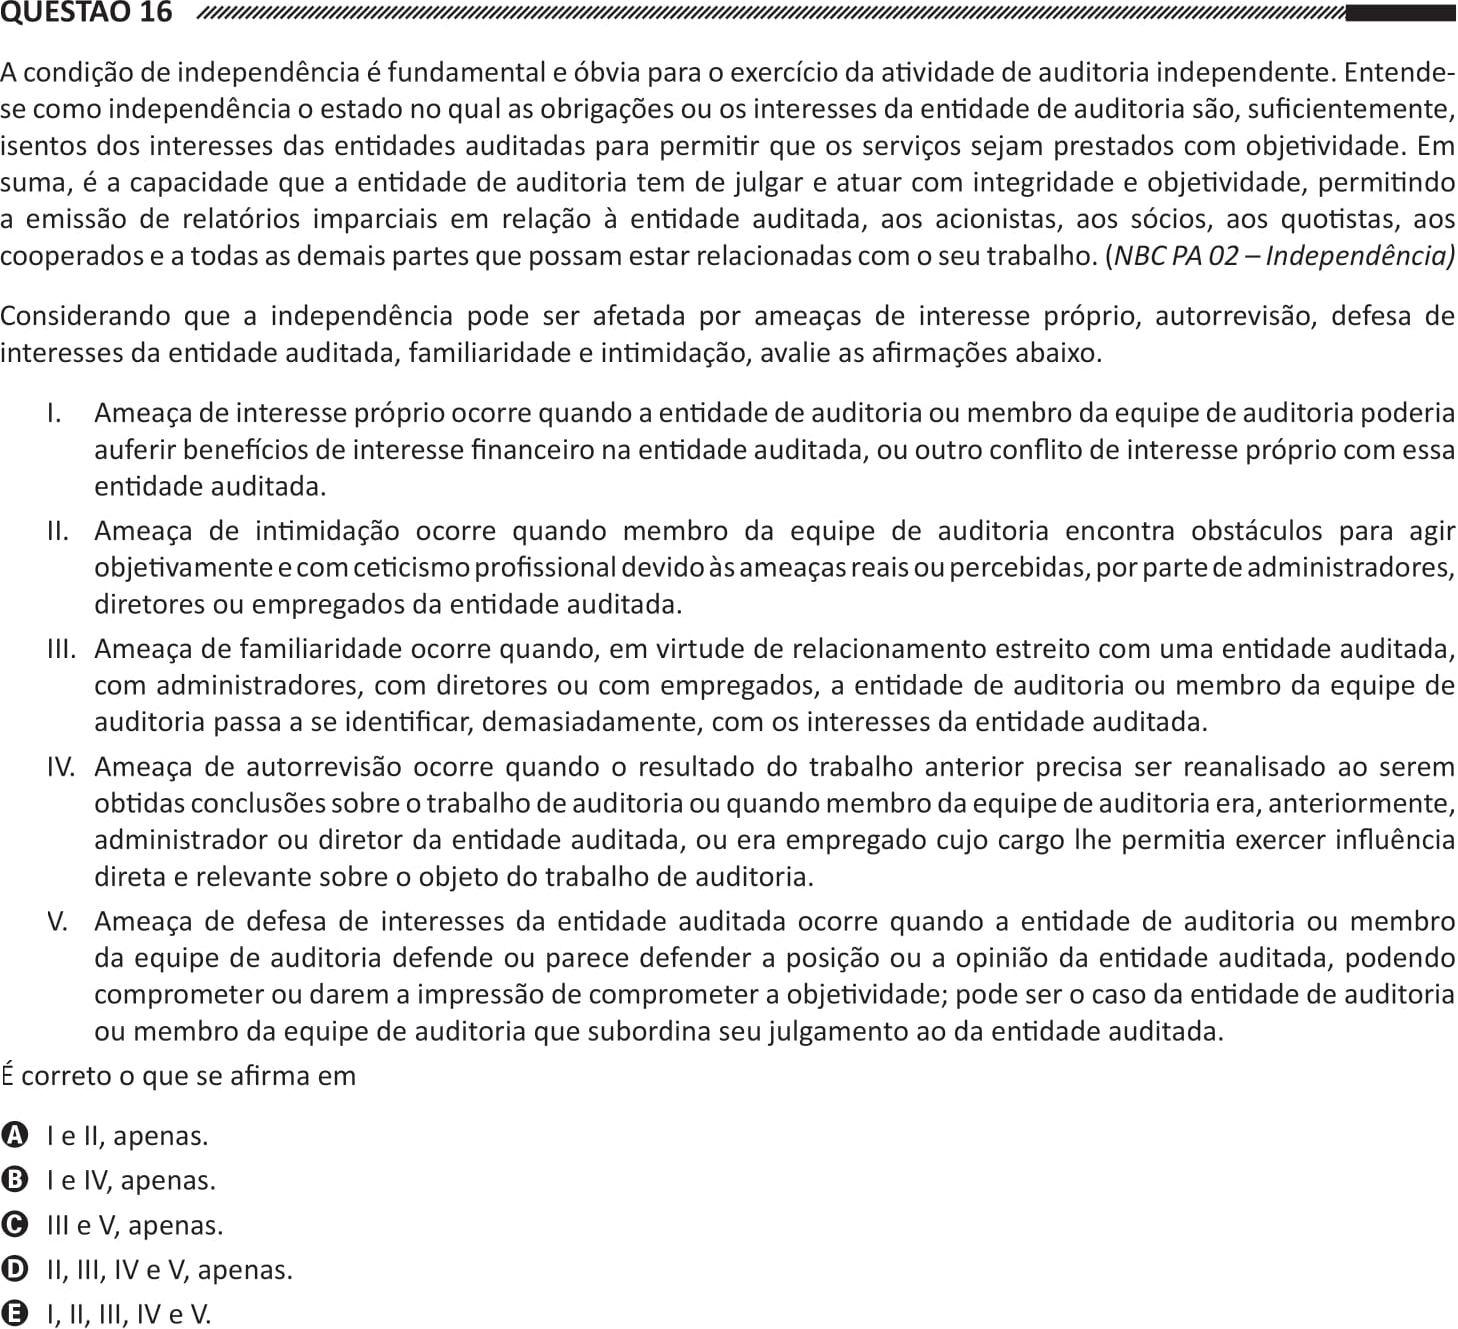 QUESTÃO 16
A condição de independência é fundamental e óbvia para o exercício da atividade de auditoria independente. Entende-
se como independência o estado no qual as obrigações ou os interesses da entidade de auditoria são, suficientemente,
isentos dos interesses das entidades auditadas para permitir que os serviços sejam prestados com objetividade. Em
suma, é a capacidade que a entidade de auditoria tem de julgar e atuar com integridade e objetividade, permitindo
a emissão de relatórios imparciais em relação à entidade auditada, aos acionistas, aos sócios, aos quotistas, aos
cooperados e a todas as demais partes que possam estar relacionadas com o seu trabalho. (NBC PA 02 – Independência)
Considerando que a independência pode ser afetada por ameaças de interesse próprio, autorrevisão, defesa de
interesses da entidade auditada, familiaridade e intimidação, avalie as afirmações abaixo.
I. Ameaça de interesse próprio ocorre quando a entidade de auditoria ou membro da equipe de auditoria poderia
auferir benefícios de interesse financeiro na entidade auditada, ou outro conflito de interesse próprio com essa
entidade auditada.
II. Ameaça de intimidação ocorre quando membro da equipe de auditoria encontra obstáculos para agir
objetivamente e com ceticismo profissional devido às ameaças reais ou percebidas, por parte de administradores,
diretores ou empregados da entidade auditada.
III. Ameaça de familiaridade ocorre quando, em virtude de relacionamento estreito com uma entidade auditada,
com administradores, com diretores ou com empregados, a entidade de auditoria ou membro da equipe de
auditoria passa a se identificar, demasiadamente, com os interesses da entidade auditada.
IV. Ameaça de autorrevisão ocorre quando o resultado do trabalho anterior precisa ser reanalisado ao serem
obtidas conclusões sobre o trabalho de auditoria ou quando membro da equipe de auditoria era, anteriormente,
administrador ou diretor da entidade auditada, ou era empregado cujo cargo lhe permitia exercer influência
direta e relevante sobre o objeto do trabalho de auditoria.
V. Ameaça de defesa de interesses da entidade auditada ocorre quando a entidade de auditoria ou membro
da equipe de auditoria defende ou parece defender a posição ou a opinião da entidade auditada, podendo
comprometer ou darem a impressão de comprometer a objetividade; pode ser o caso da entidade de auditoria
ou membro da equipe de auditoria que subordina seu julgamento ao da entidade auditada.
É correto o que se afirma em
A I e II, apenas.
B I e IV, apenas.
C III e V, apenas.
D II, III, IV e V, apenas.
E I, II, III, IV e V.